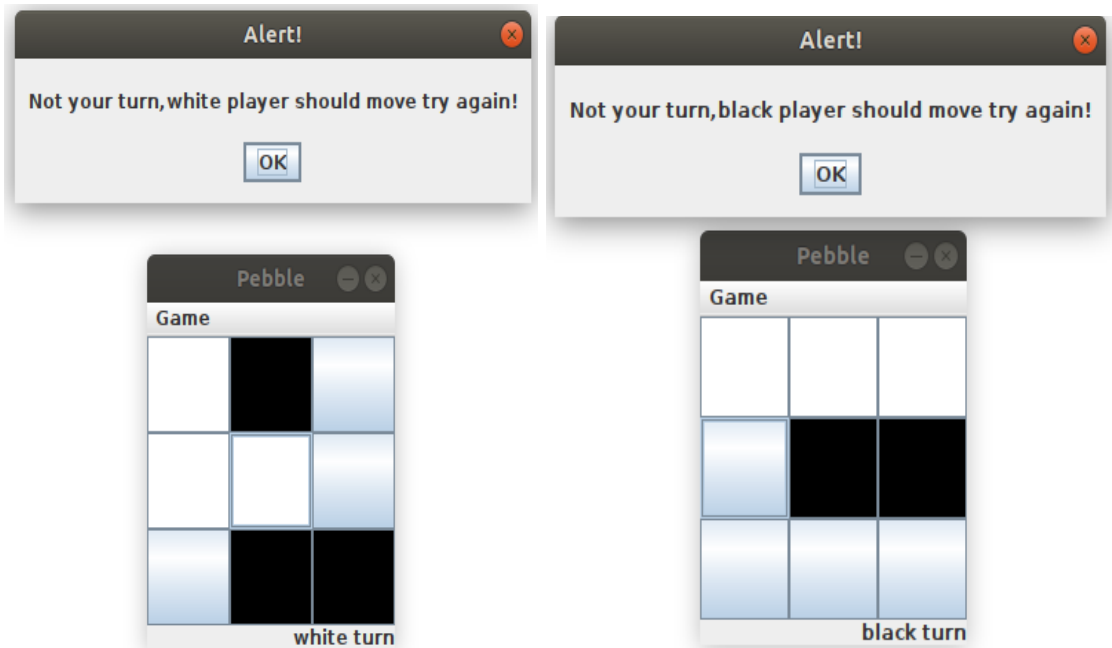 Alert!
Not your turn,white player should move try again!
OK
Pebble
Game
white turn
Alert!
Not your turn,black player should move try again!
OK
Pebble
Game
black turn